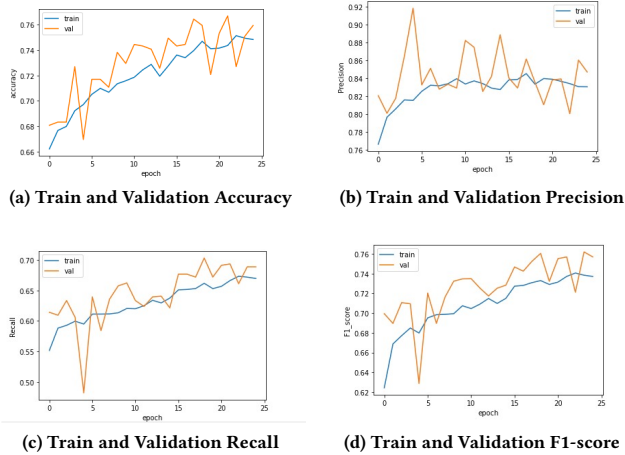 train
val
accuracy
0.76
0.74
0.72
0.70
0.68
0.66
0 5 10 15 20 25
epoch
(a) Train and Validation Accuracy
train
val
Precision
0.92
0.90
0.88
0.86
0.84
0.82
0.80
0.78
0.76
0 5 10 15 20 25
epoch
(b) Train and Validation Precision
train
val
Recall
0.70
0.65
0.60
0.55
0.50
0 5 10 15 20 25
epoch
(c) Train and Validation Recall
train
val
F1_score
0.76
0.74
0.72
0.70
0.68
0.66
0.64
0.62
0 5 10 15 20 25
epoch
(d) Train and Validation F1-score